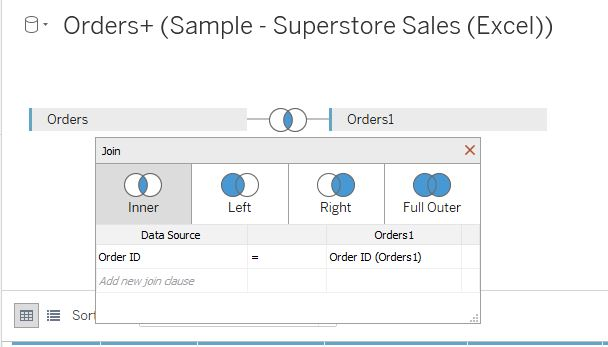 Orders+ (Sample - Superstore Sales (Excel))
Orders Orders1
Join
Inner Left Right Full Outer
Data Source Orders1
Order ID = Order ID (Orders1)
Add new join clause